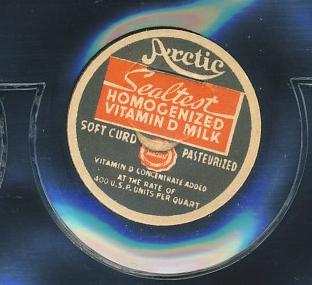 Arctic
Sealtest
HOMOGENIZED
VITAMIN D MILK
SOFT CURD
PASTEURIZED
Sealtest
VITAMIN D CONCENTRATE ADDED
AT THE RATE OF
400 U.S.P. UNITS PER QUART